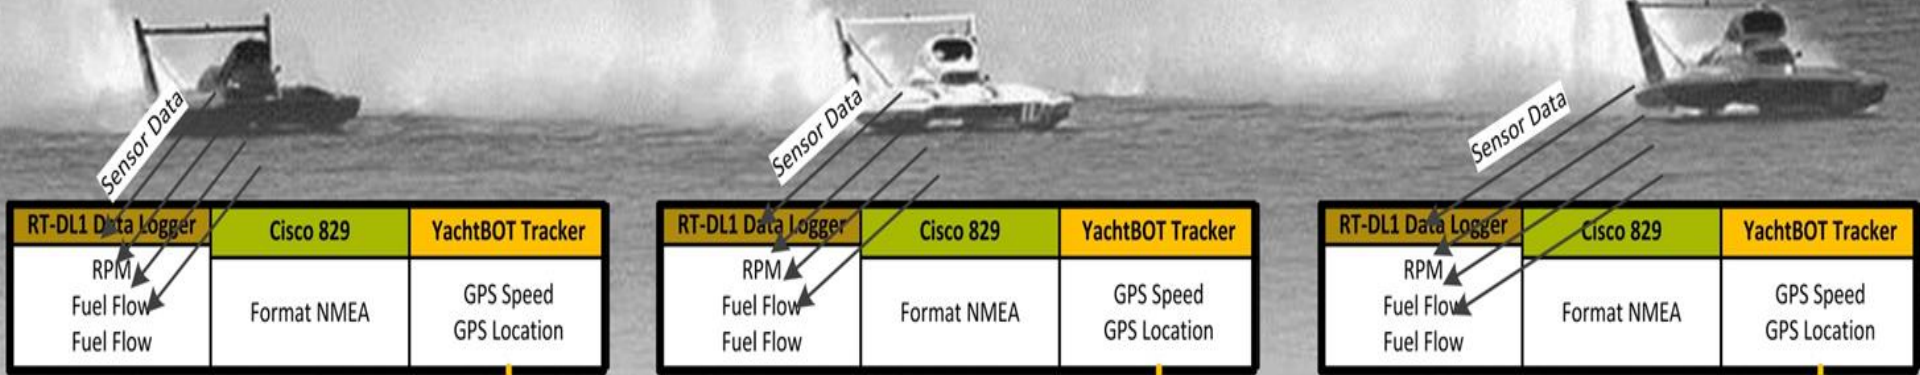 Sensor Data
Sensor Data
Sensor Data
RT-DL1 Data Logger
Cisco 829
YachtBOT Tracker
RPM
Fuel Flow
Fuel Flow
Format NMEA
GPS Speed
GPS Location
RT-DL1 Data Logger
Cisco 829
YachtBOT Tracker
RPM
Fuel Flow
Fuel Flow
Format NMEA
GPS Speed
GPS Location
RT-DL1 Data Logger
Cisco 829
YachtBOT Tracker
RPM
Fuel Flow
Fuel Flow
Format NMEA
GPS Speed
GPS Location